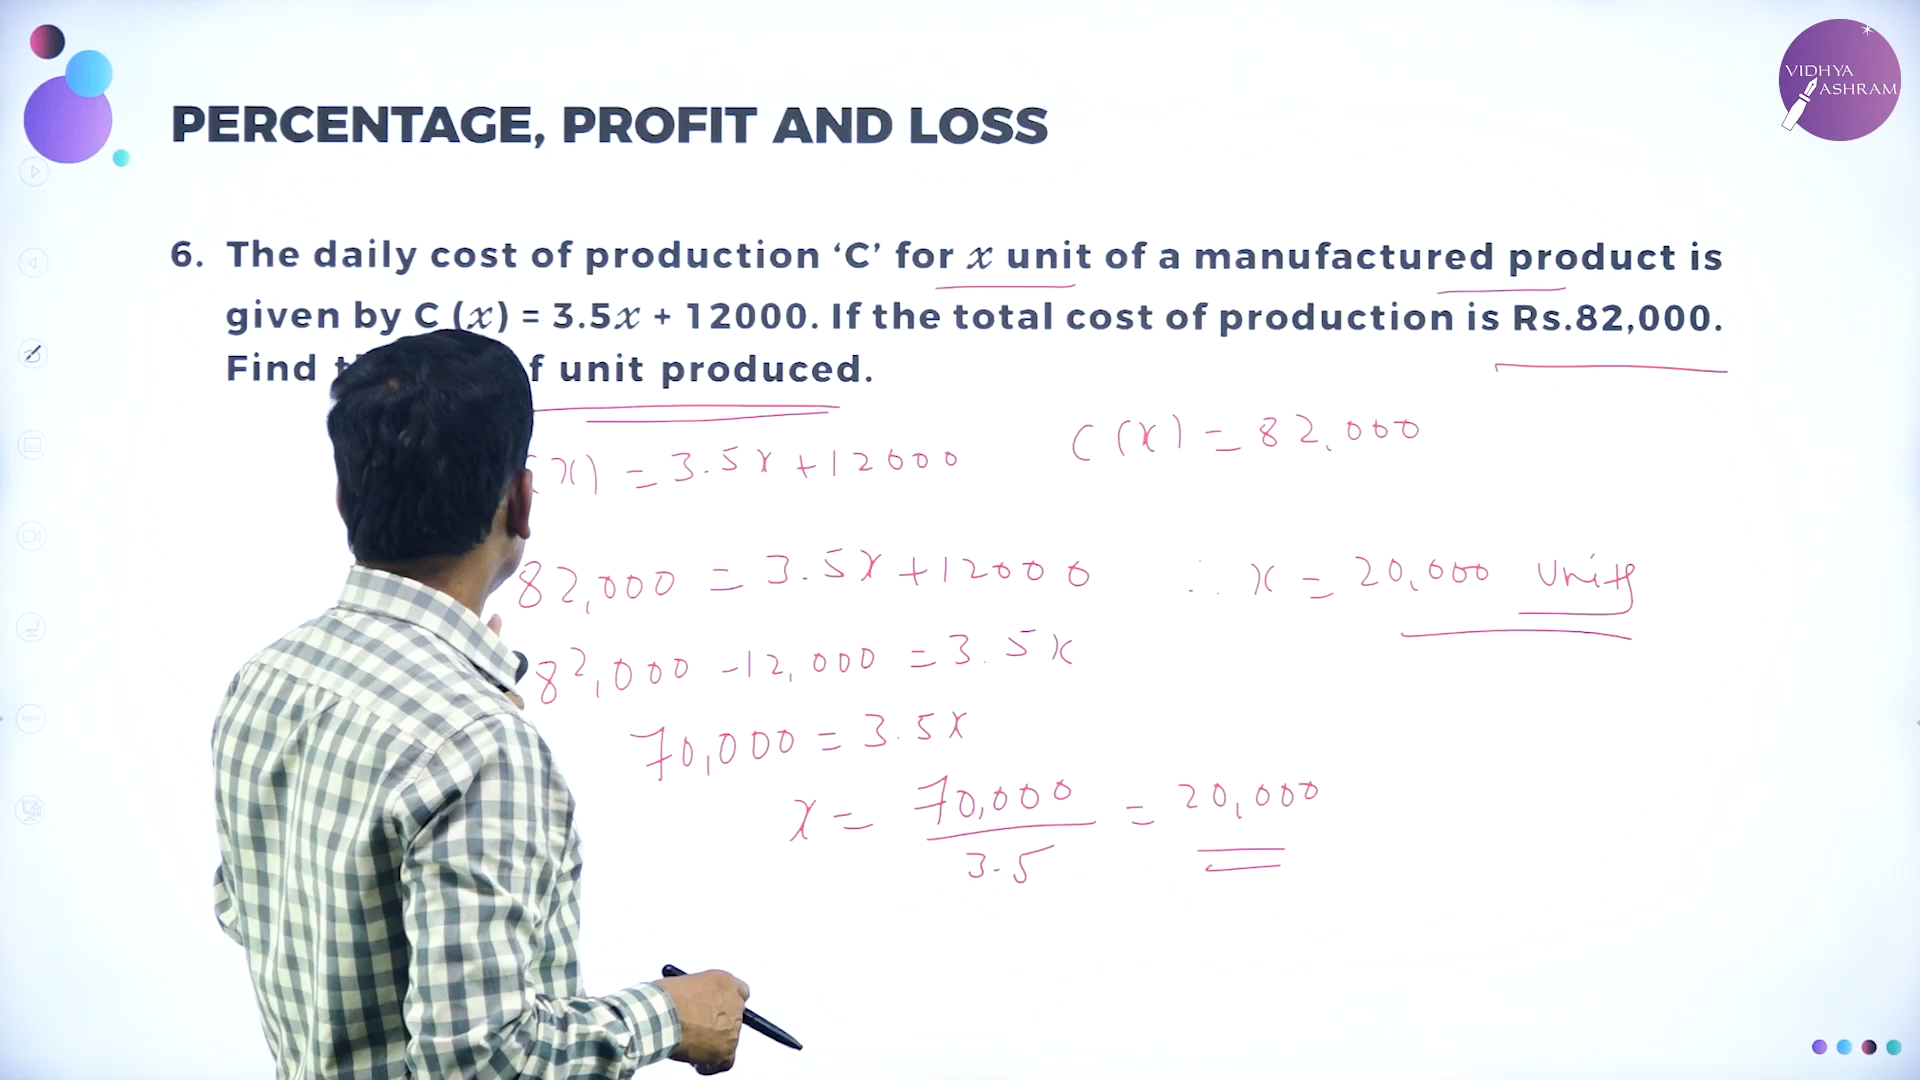 VIDHYA
ASHRAM
PERCENTAGE, PROFIT AND LOSS
6. The daily cost of production ‘C’ for x unit of a manufactured product is
given by C (x) = 3.5x + 12000. If the total cost of production is Rs.82,000.
Find unit produced.
x) = 3.5x + 12000
C(x) = 82,000
82,000 = 3.5x + 12000
∴ x = 20,000 units
82,000 - 12,000 = 3.5x
70,000 = 3.5x
x = 70,000 / 3.5 = 20,000